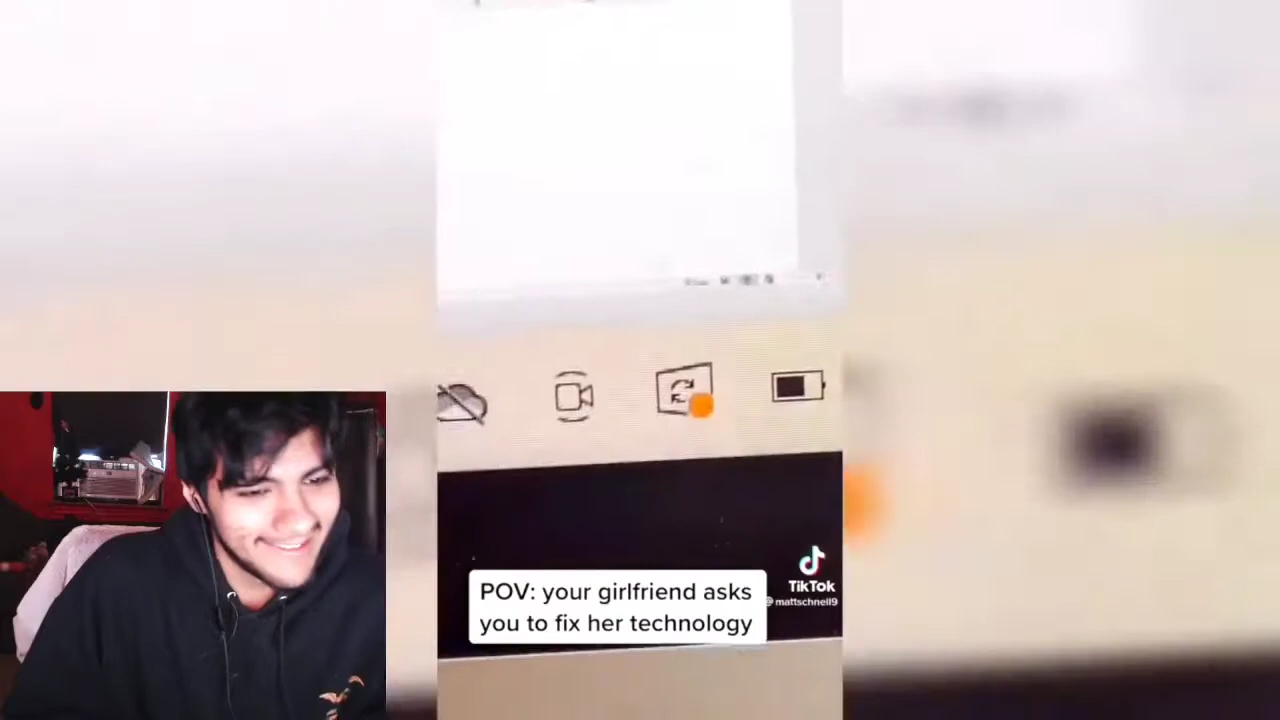 POV: your girlfriend asks
you to fix her technology
TikTok
@mattschnell9